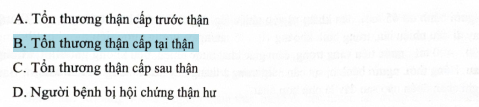 A. Tổn thương thận cấp trước thận
B. Tổn thương thận cấp tại thận
C. Tổn thương thận cấp sau thận
D. Người bệnh bị hội chứng thận hư